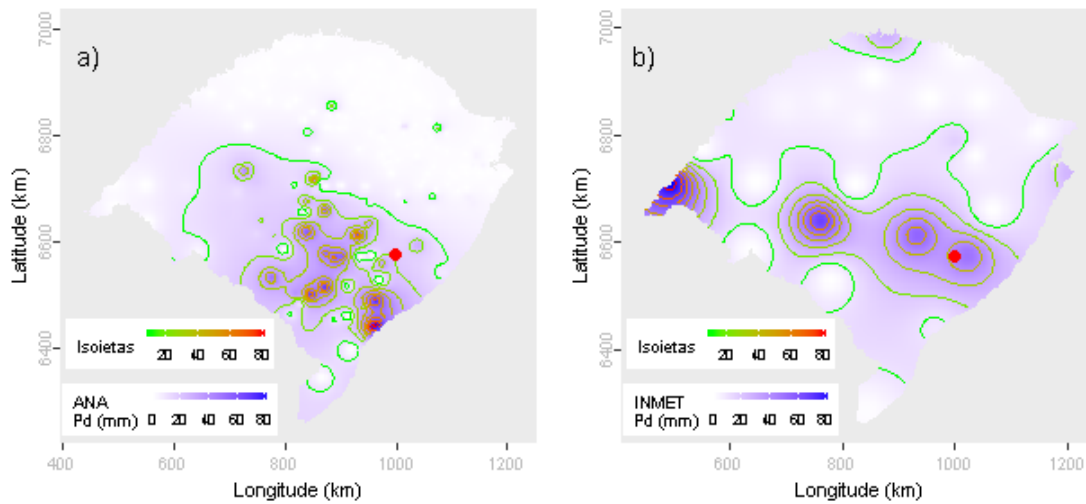 a)
7000
6800
6600
6400
Latitude (km)
Isoietas
20 40 60 80
ANA
Pd (mm) 0 20 40 60 80
400 600 800 1000 1200
Longitude (km)
b)
7000
6800
6600
6400
Latitude (km)
Isoietas
20 40 60 80
INMET
Pd (mm) 0 20 40 60 80
600 800 1000 1200
Longitude (km)